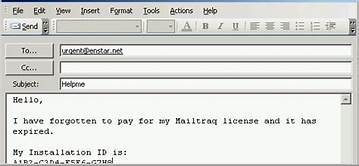 File Edit View Insert Format Tools Actions Help
Send
To... urgent@enstar.net
Cc...
Subject: Helpme
Hello,
I have forgotten to pay for my Mailtraq license and it has
expired.
My Installation ID is:
A1B2-C3D4-E5F6-G7H8